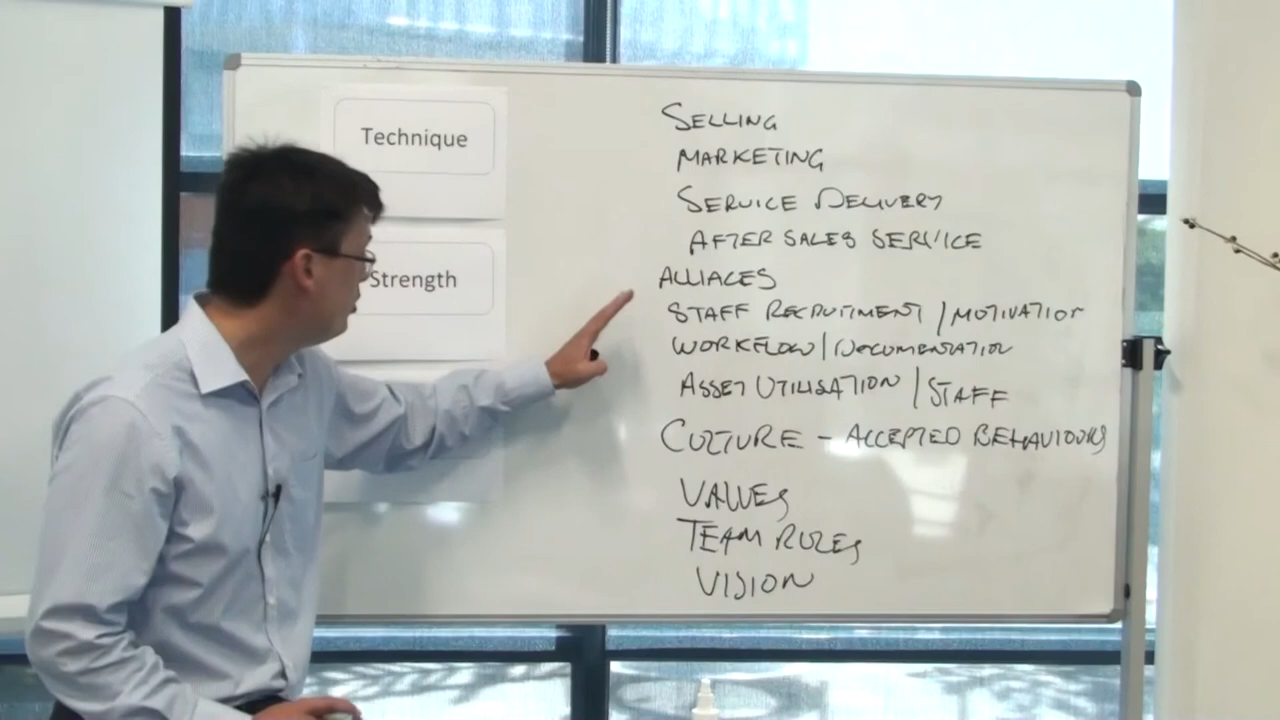 Technique
Strength
SELLING
MARKETING
SERVICE DELIVERY
AFTER SALES SERVICE
ALLIACES
STAFF RECRUITMENT / MOTIVATION
WORKFLOW / DOCUMENTATION
ASSET UTILISATION / STAFF
CULTURE - ACCEPTED BEHAVIOURS
VALUES
TEAM RULES
VISION